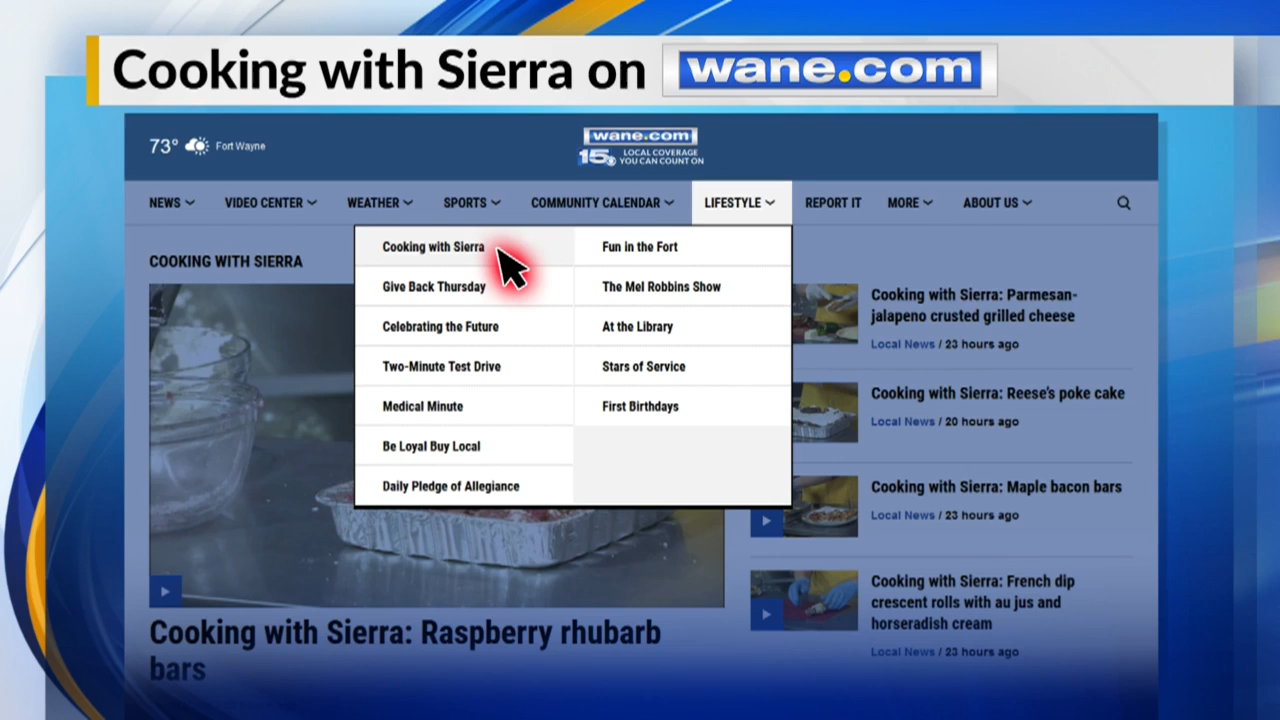 Cooking with Sierra on wane.com
73° Fort Wayne
wane.com
15 LOCAL COVERAGE
YOU CAN COUNT ON
NEWS VIDEO CENTER WEATHER SPORTS COMMUNITY CALENDAR LIFESTYLE REPORT IT MORE ABOUT US
COOKING WITH SIERRA
Cooking with Sierra
Give Back Thursday
Celebrating the Future
Two-Minute Test Drive
Medical Minute
Be Loyal Buy Local
Daily Pledge of Allegiance
Fun in the Fort
The Mel Robbins Show
At the Library
Stars of Service
First Birthdays
Cooking with Sierra: Raspberry rhubarb
bars
Cooking with Sierra: Parmesan-
jalapeno crusted grilled cheese
Local News / 23 hours ago
Cooking with Sierra: Reese's poke cake
Local News / 20 hours ago
Cooking with Sierra: Maple bacon bars
Local News / 23 hours ago
Cooking with Sierra: French dip
crescent rolls with au jus and
horseradish cream
Local News / 23 hours ago